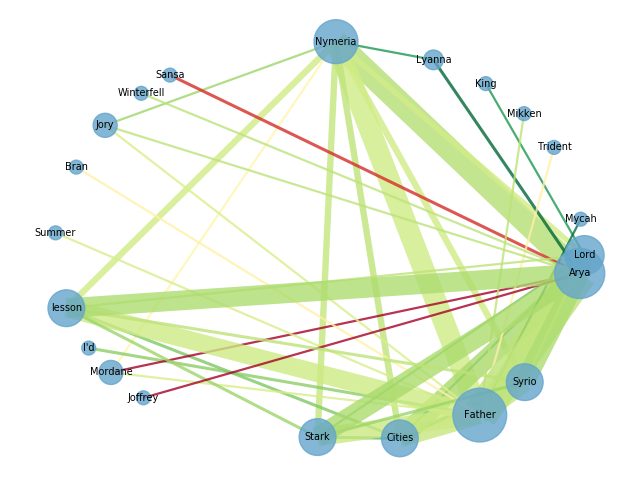 Nymeria
Lyanna
Sansa
King
Winterfell
Mikken
Jory
Trident
Bran
Mycah
Summer
Lord
Arya
lesson
I'd
Mordane
Syrio
Joffrey
Father
Stark
Cities